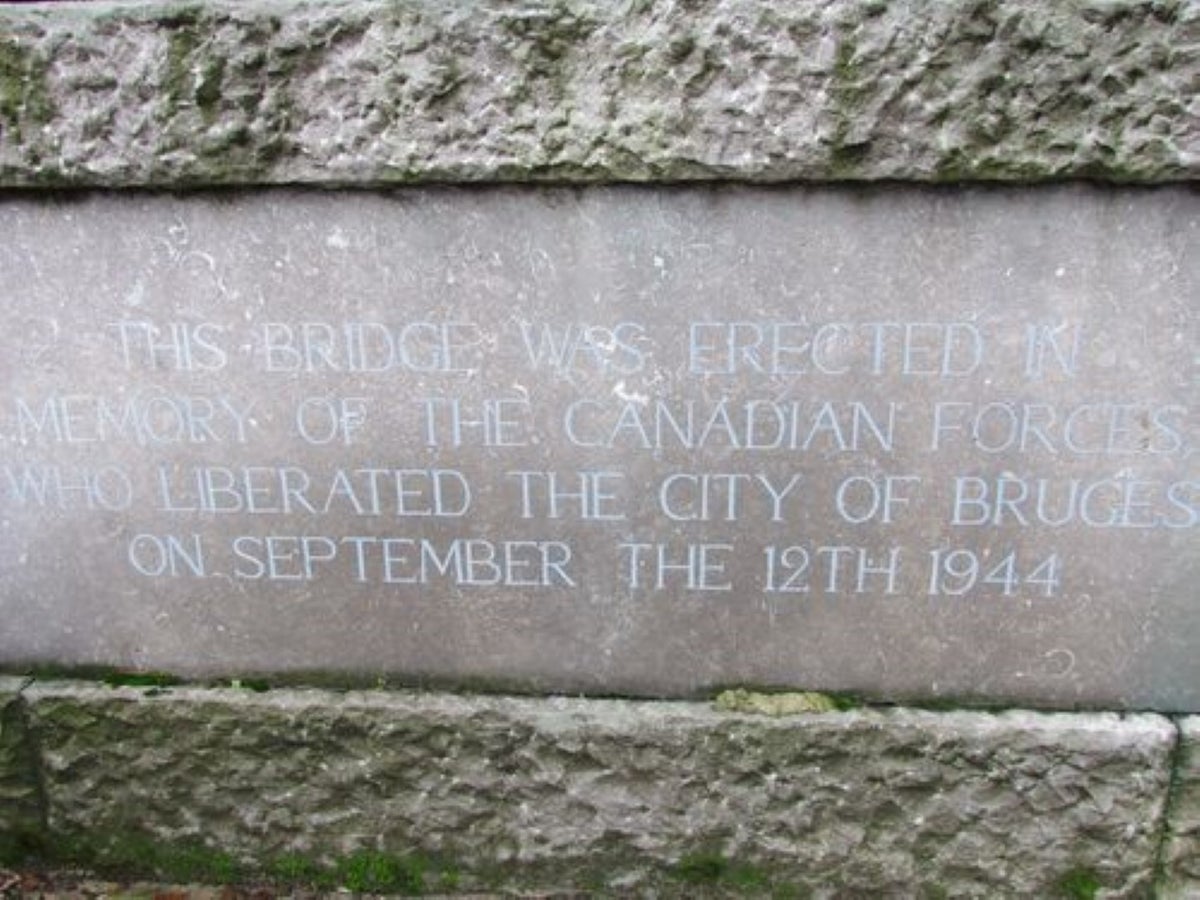 THIS BRIDGE WAS ERECTED IN
MEMORY OF THE CANADIAN FORCES,
WHO LIBERATED THE CITY OF BRUGES
ON SEPTEMBER THE 12TH 1944